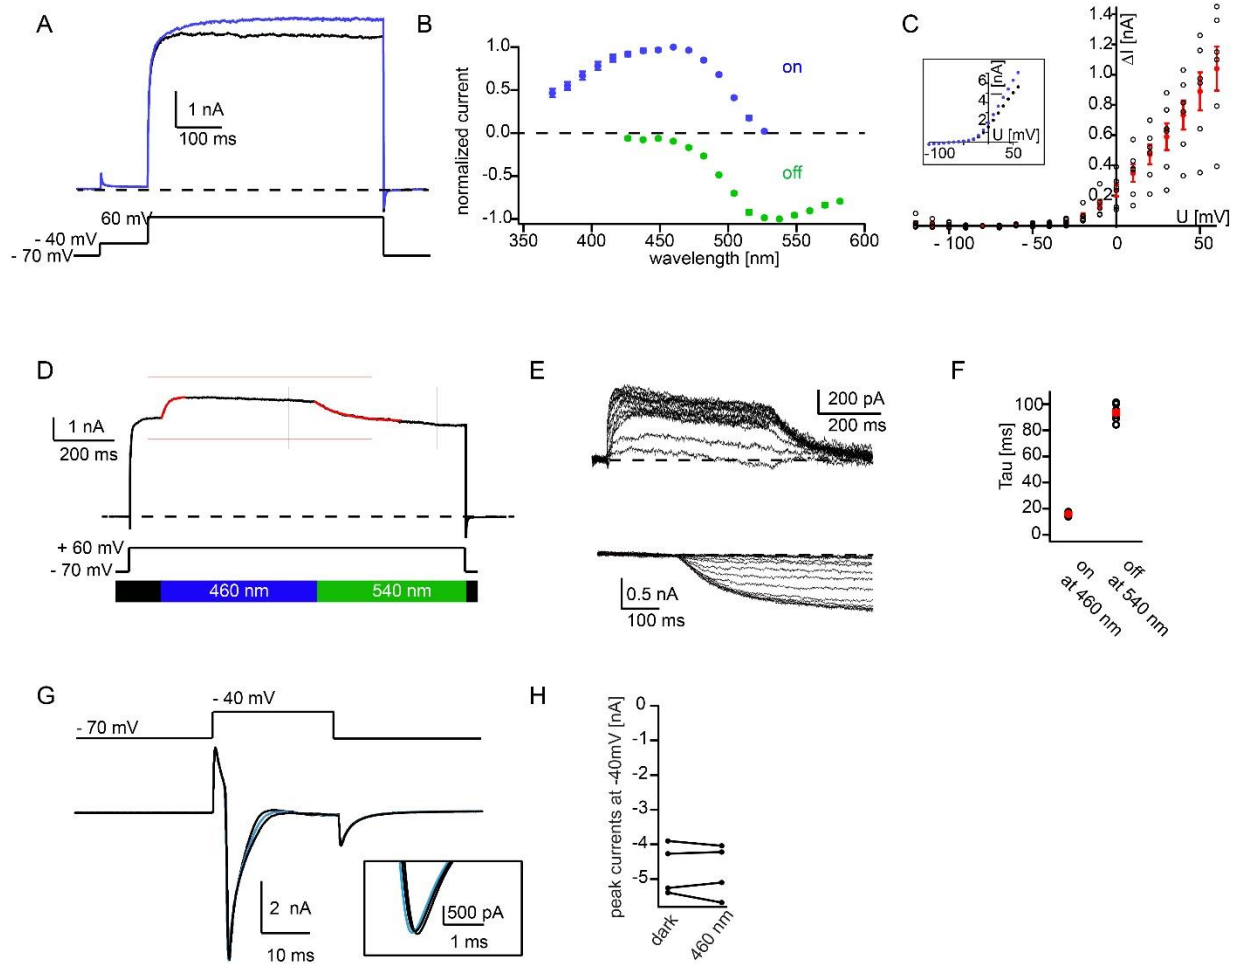 A
1 nA
100 ms
60 mV
- 40 mV
- 70 mV
B
normalized current
1.0
0.5
0.0
-0.5
-1.0
on
off
350
400
450
500
550
600
wavelength [nm]
C
ΔI [nA]
1.4
1.2
1.0
0.8
0.6
0.4
0.2
U [mV]
- 100
- 50
0
50
I [nA]
6
4
2
U [mV]
- 100
50
D
1 nA
200 ms
+ 60 mV
- 70 mV
460 nm
540 nm
E
200 pA
200 ms
0.5 nA
100 ms
F
Tau [ms]
100
80
60
40
20
0
on
at 460 nm
off
at 540 nm
G
- 40 mV
- 70 mV
2 nA
10 ms
500 pA
1 ms
H
peak currents at -40mV [nA]
0
-1
-2
-3
-4
-5
dark
460 nm